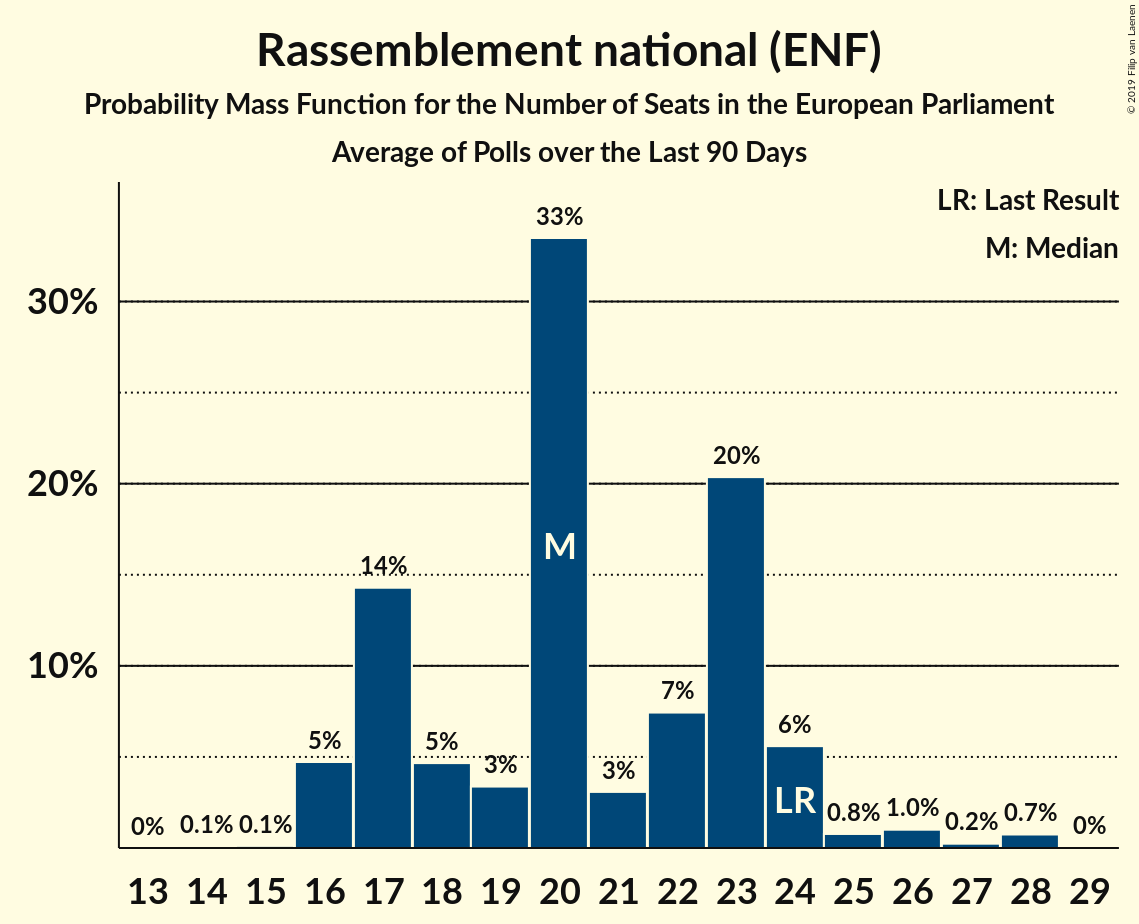 Rassemblement national (ENF)
Probability Mass Function for the Number of Seats in the European Parliament
Average of Polls over the Last 90 Days
© 2019 Filip van Laenen
LR: Last Result
M: Median
30%
20%
10%
0%
0.1%
0.1%
5%
14%
5%
3%
33%
3%
7%
20%
6%
0.8%
1.0%
0.2%
0.7%
0%
M
LR
13 14 15 16 17 18 19 20 21 22 23 24 25 26 27 28 29